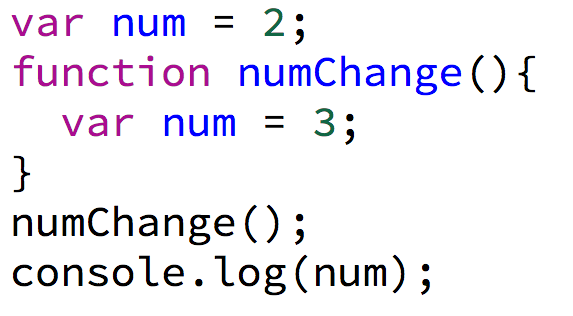 var num = 2;
function numChange(){
  var num = 3;
}
numChange();
console.log(num);